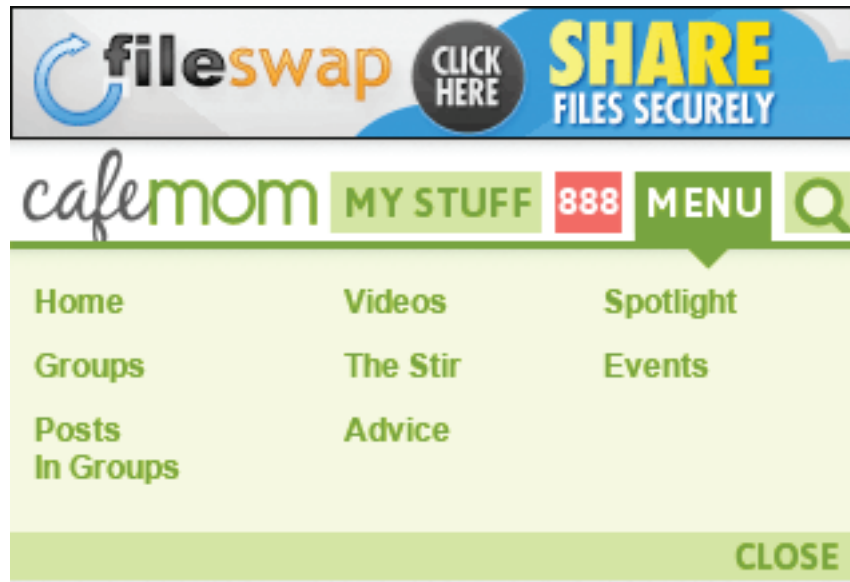 fileswap CLICK HERE SHARE
FILES SECURELY
cafemom MY STUFF 888 MENU
Home Videos Spotlight
Groups The Stir Events
Posts Advice
In Groups
CLOSE